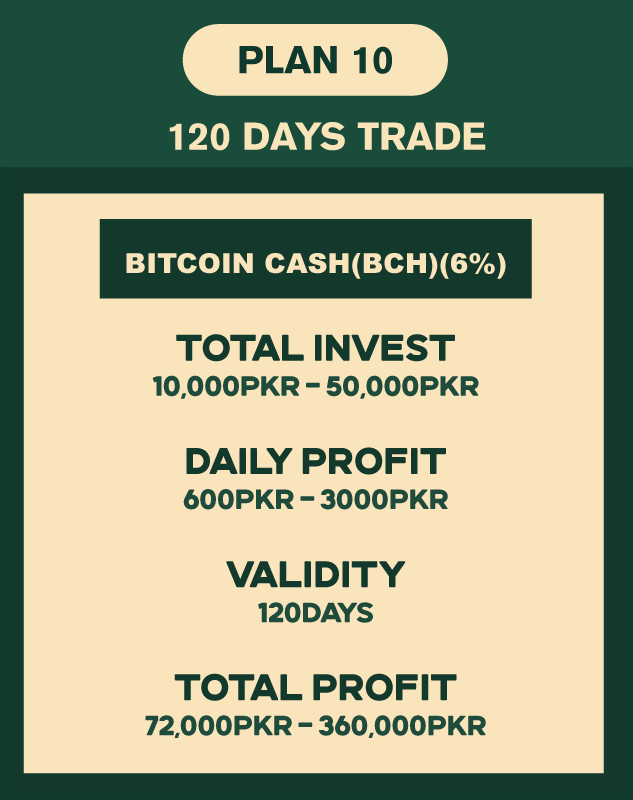 PLAN 10
120 DAYS TRADE
BITCOIN CASH(BCH)(6%)
TOTAL INVEST
10,000PKR – 50,000PKR
DAILY PROFIT
600PKR – 3000PKR
VALIDITY
120DAYS
TOTAL PROFIT
72,000PKR – 360,000PKR